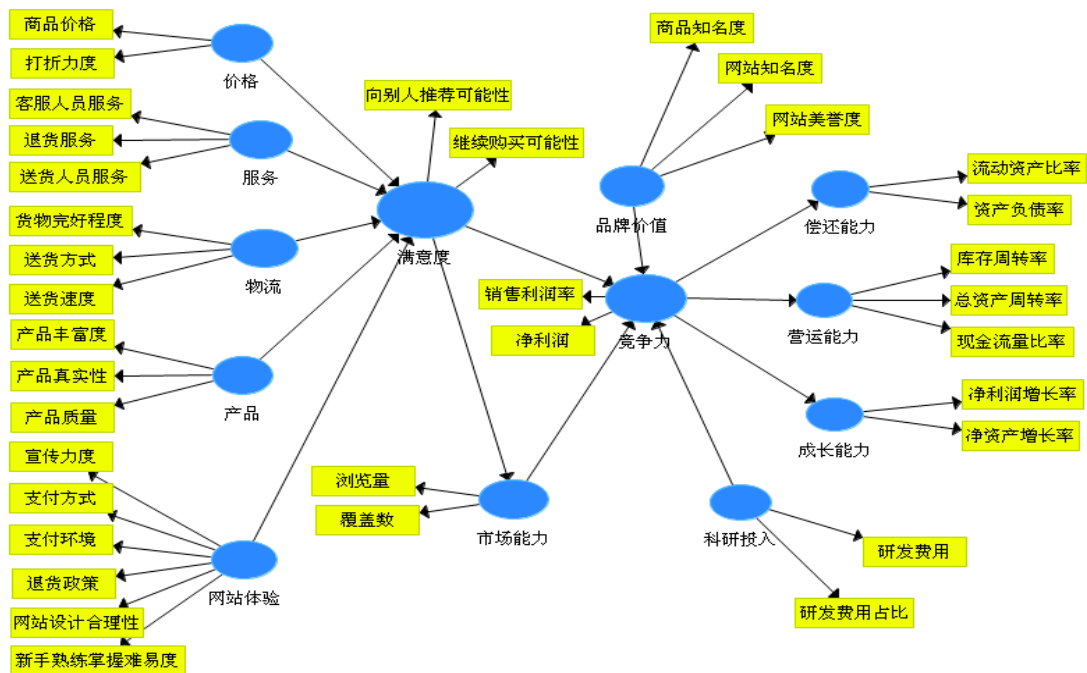 商品价格
打折力度
价格
客服人员服务
退货服务
送货人员服务
服务
货物完好程度
送货方式
送货速度
物流
产品丰富度
产品真实性
产品质量
产品
宣传力度
支付方式
支付环境
退货政策
网站设计合理性
新手熟练掌握难易度
网站体验
向别人推荐可能性
继续购买可能性
满意度
商品知名度
网站知名度
网站美誉度
品牌价值
销售利润率
净利润
竞争力
浏览量
覆盖数
市场能力
科研投入
研发费用
研发费用占比
流动资产比率
资产负债率
偿还能力
库存周转率
总资产周转率
现金流量比率
营运能力
净利润增长率
净资产增长率
成长能力